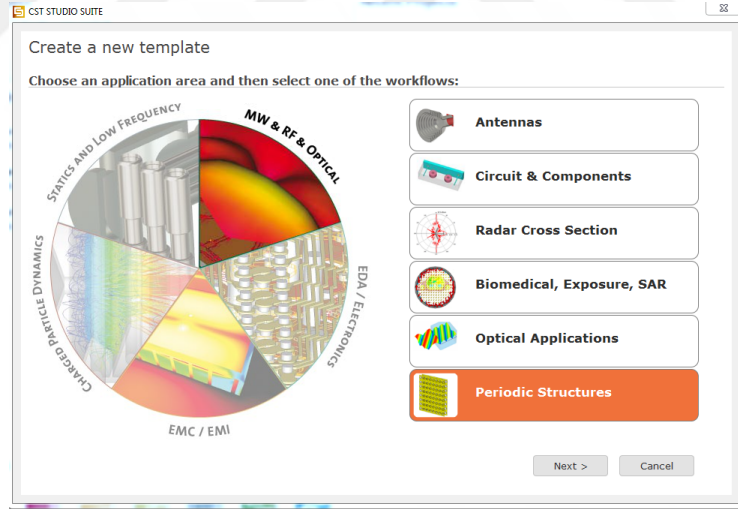 CST STUDIO SUITE
Create a new template
Choose an application area and then select one of the workflows:
STATICS AND LOW FREQUENCY
MW & RF & OPTICAL
EDA / ELECTRONICS
EMC / EMI
CHARGED PARTICLE DYNAMICS
Antennas
Circuit & Components
Radar Cross Section
Biomedical, Exposure, SAR
Optical Applications
Periodic Structures
Next >
Cancel